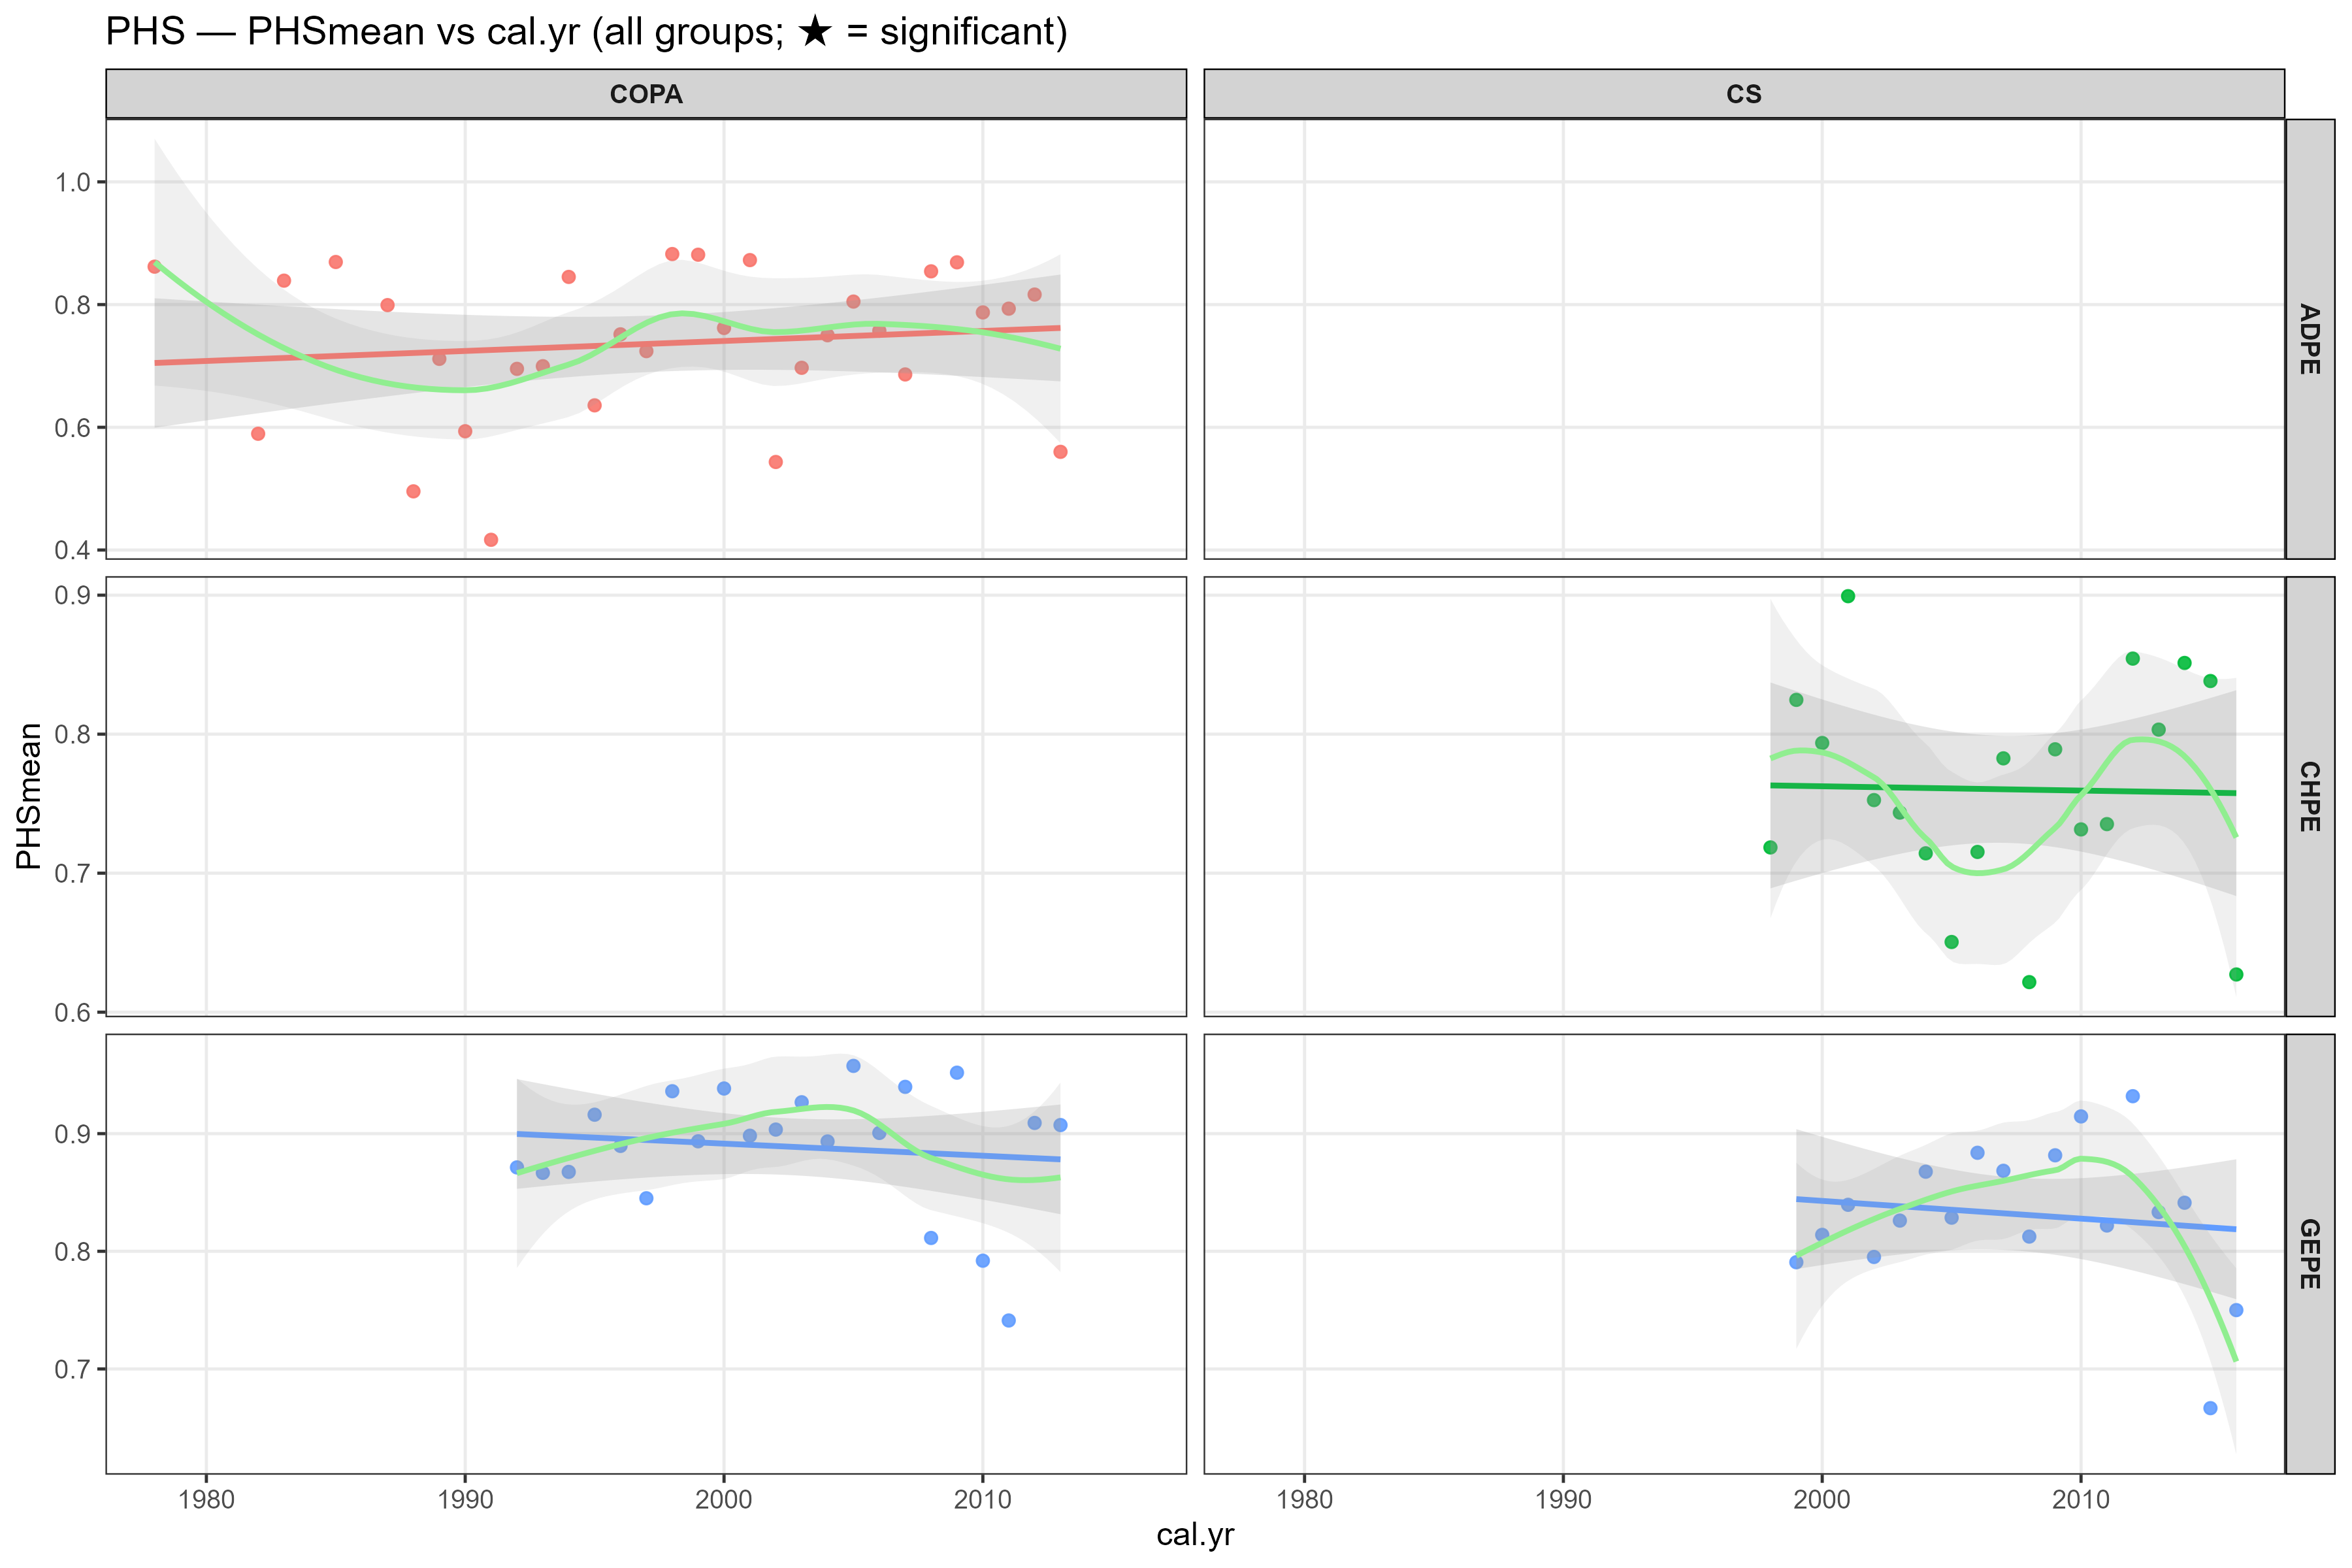 PHS — PHSmean vs cal.yr (all groups; ★ = significant)
COPA
CS
1.0
0.8
0.6
0.4
ADPE
0.9
0.8
0.7
0.6
CHPE
PHSmean
0.9
0.8
0.7
GEPE
1980
1990
2000
2010
1980
1990
2000
2010
cal.yr